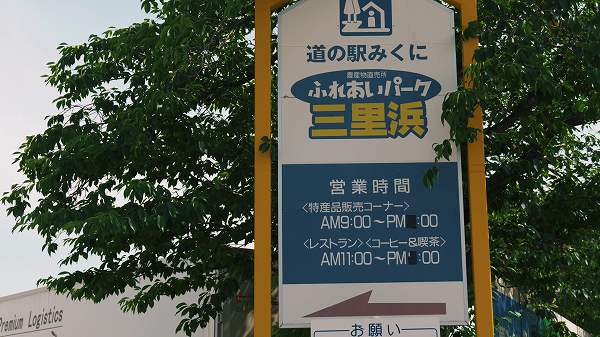 道の駅みくに
農産物直売所
ふれあいパーク
三里浜
営業時間
<特産品販売コーナー>
AM9:00~PM :00
<レストラン><コーヒー&喫茶>
AM11:00~PM :00
お願い
Premium Logistics